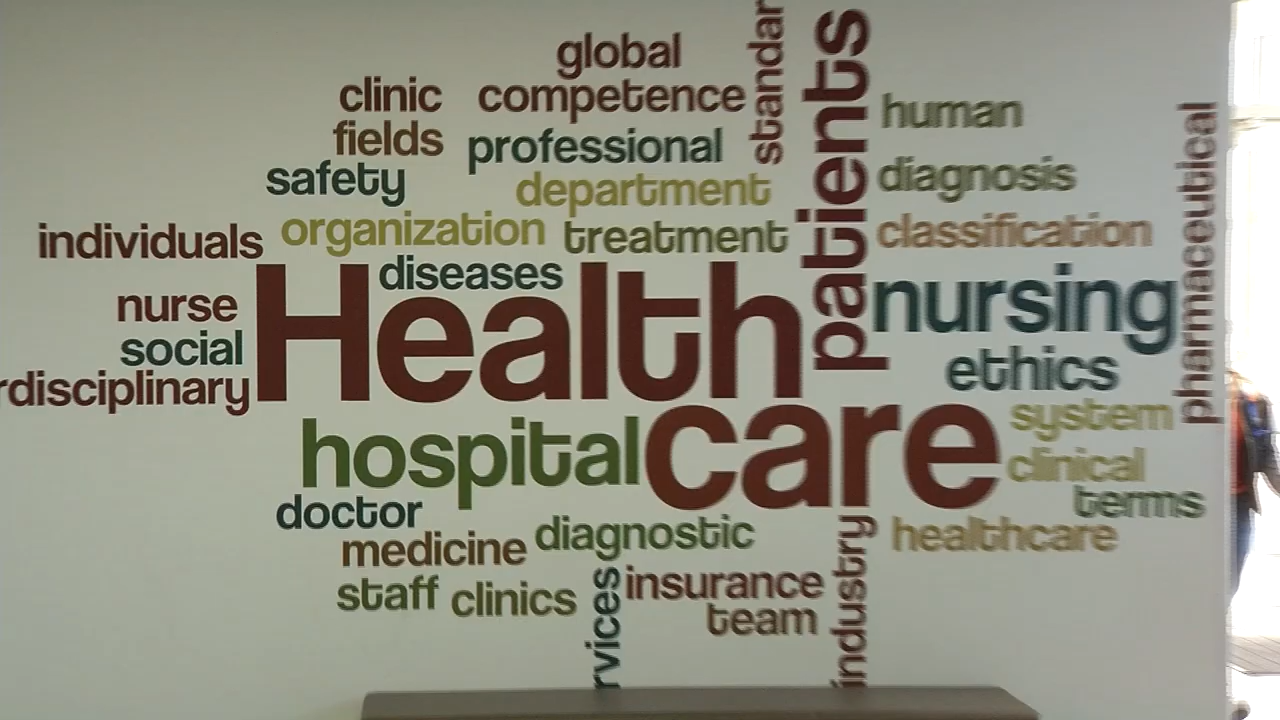 global
clinic
competence
standar
patients
human
fields
professional
safety
department
diagnosis
pharmaceutical
individuals
organization
treatment
classification
diseases
nurse
Health
nursing
social
ethics
rdisciplinary
hospital
care
system
clinical
doctor
terms
medicine
diagnostic
industry
healthcare
staff
clinics
rvices
insurance
team